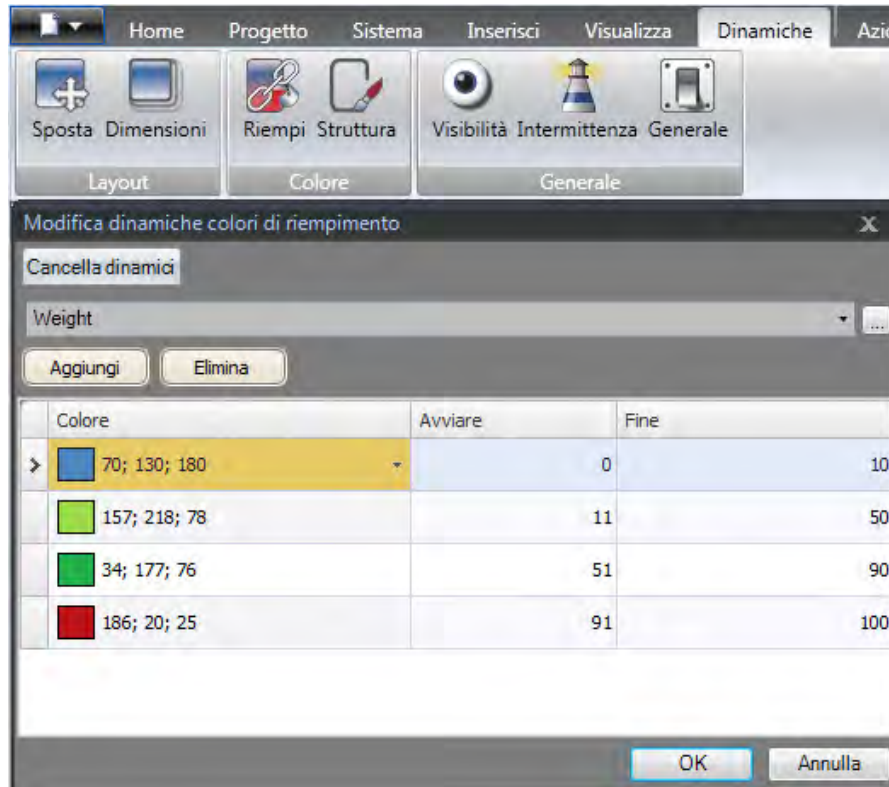 Home Progetto Sistema Inserisci Visualizza Dinamiche Azio
Sposta Dimensioni Riempi Struttura Visibilità Intermittenza Generale
Layout Colore Generale
Modifica dinamiche colori di riempimento x
Cancella dinamici
Weight ...
Aggiungi Elimina
Colore Avviare Fine
70; 130; 180 0 10
157; 218; 78 11 50
34; 177; 76 51 90
186; 20; 25 91 100
OK Annulla